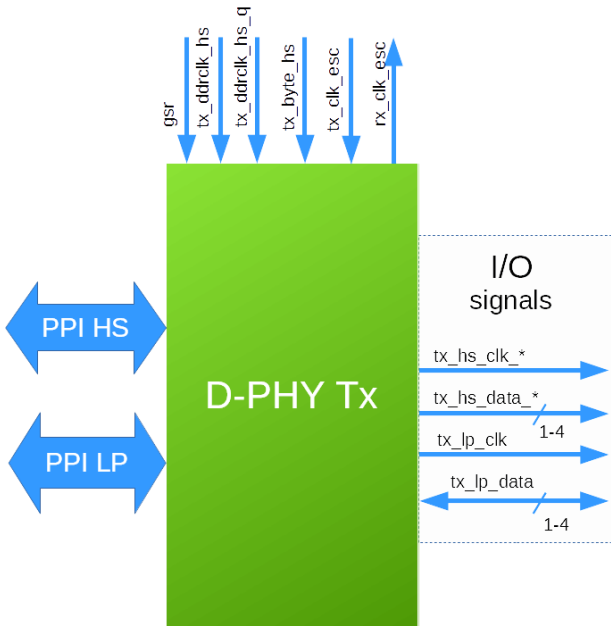 gsr
tx_ddrclk_hs
tx_ddrclk_hs_q
tx_byte_hs
tx_clk_esc
rx_clk_esc
I/O
signals
PPI HS
tx_hs_clk_*
D-PHY Tx
tx_hs_data_*
1-4
tx_lp_clk
PPI LP
tx_lp_data
1-4